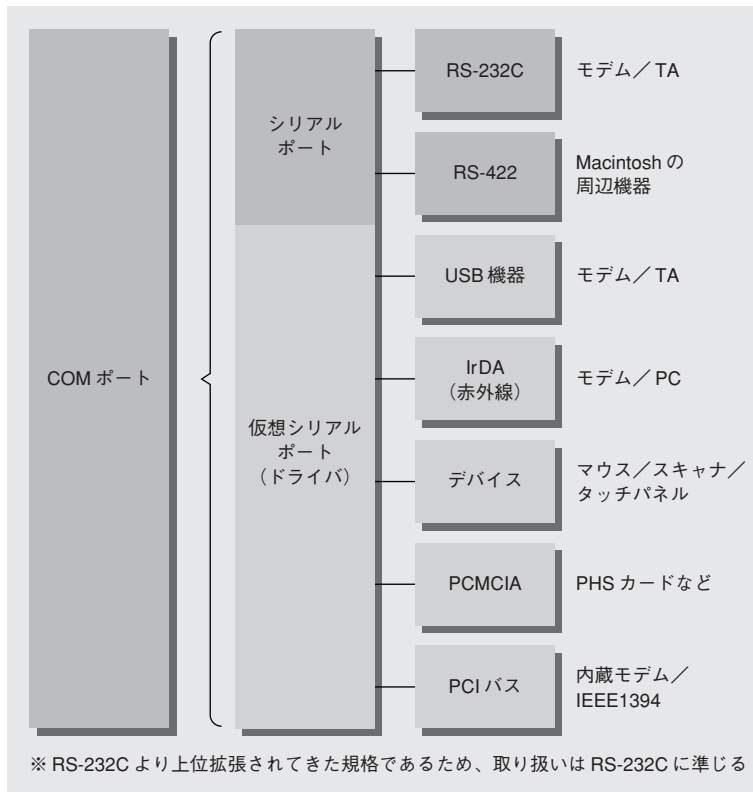 COM ポート
シリアル
ポート
仮想シリアル
ポート
（ドライバ）
RS-232C
モデム／TA
RS-422
Macintosh の
周辺機器
USB 機器
モデム／TA
IrDA
（赤外線）
モデム／PC
デバイス
マウス／スキャナ／
タッチパネル
PCMCIA
PHS カードなど
PCI バス
内蔵モデム／
IEEE1394
※ RS-232C より上位拡張されてきた規格であるため、取り扱いは RS-232C に準じる